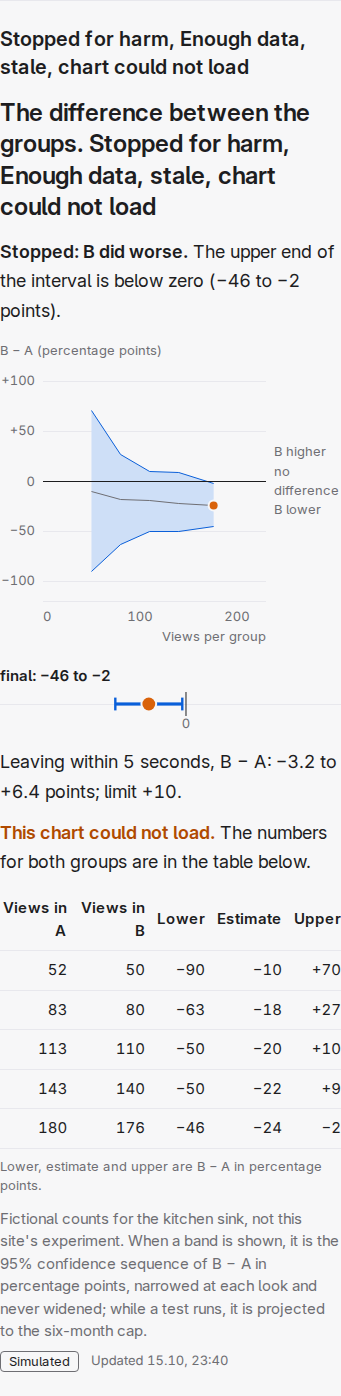 Stopped for harm, Enough data,
stale, chart could not load
The difference between the
groups. Stopped for harm,
Enough data, stale, chart
could not load
Stopped: B did worse. The upper end of
the interval is below zero (−46 to −2
points).
B − A (percentage points)
+100
+50
0
−50
−100
B higher
no
difference
B lower
0 100 200
Views per group
final: −46 to −2
0
Leaving within 5 seconds, B − A: −3.2 to
+6.4 points; limit +10.
This chart could not load. The numbers
for both groups are in the table below.
Views in A Views in B Lower Estimate Upper
52 50 −90 −10 +70
83 80 −63 −18 +27
113 110 −50 −20 +10
143 140 −50 −22 +9
180 176 −46 −24 −2
Lower, estimate and upper are B − A in percentage
points.
Fictional counts for the kitchen sink, not this
site's experiment. When a band is shown, it is the
95% confidence sequence of B − A in
percentage points, narrowed at each look and
never widened; while a test runs, it is projected
to the six-month cap.
Simulated Updated 15.10, 23:40